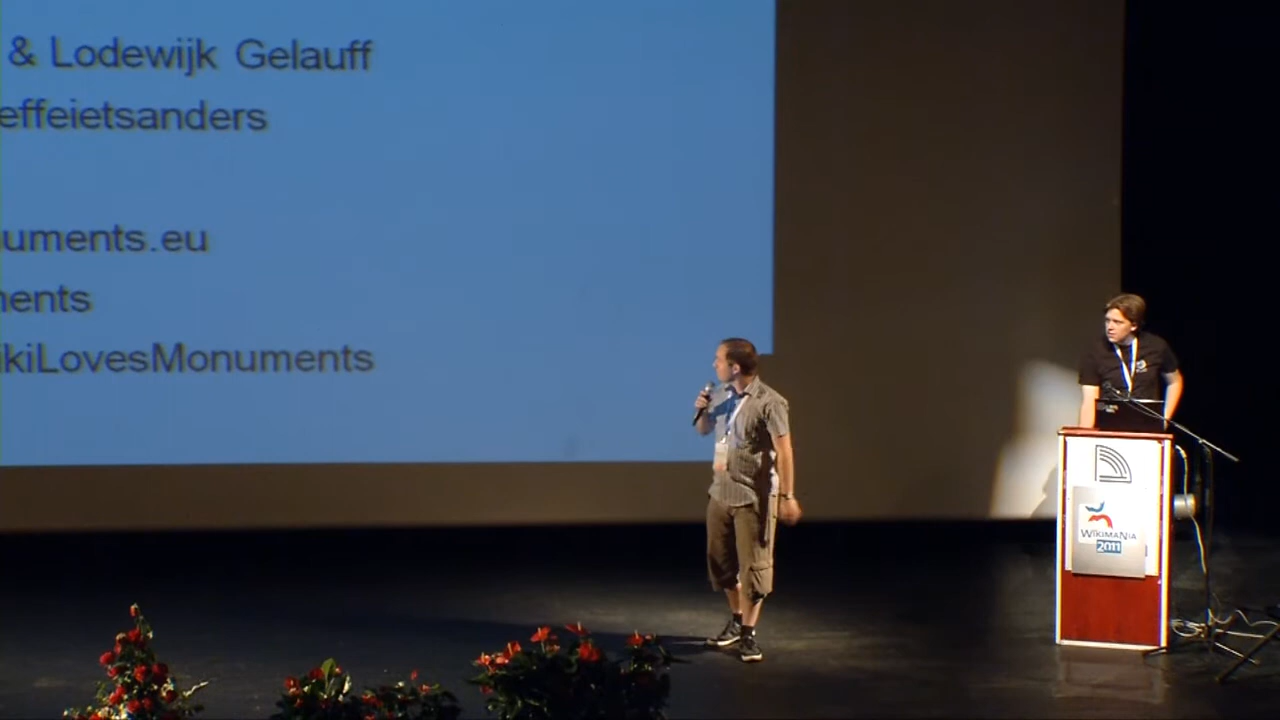 & Lodewijk Gelauff
effeietsanders
uments.eu
ents
kiLovesMonuments
WIKIMANIA
2011